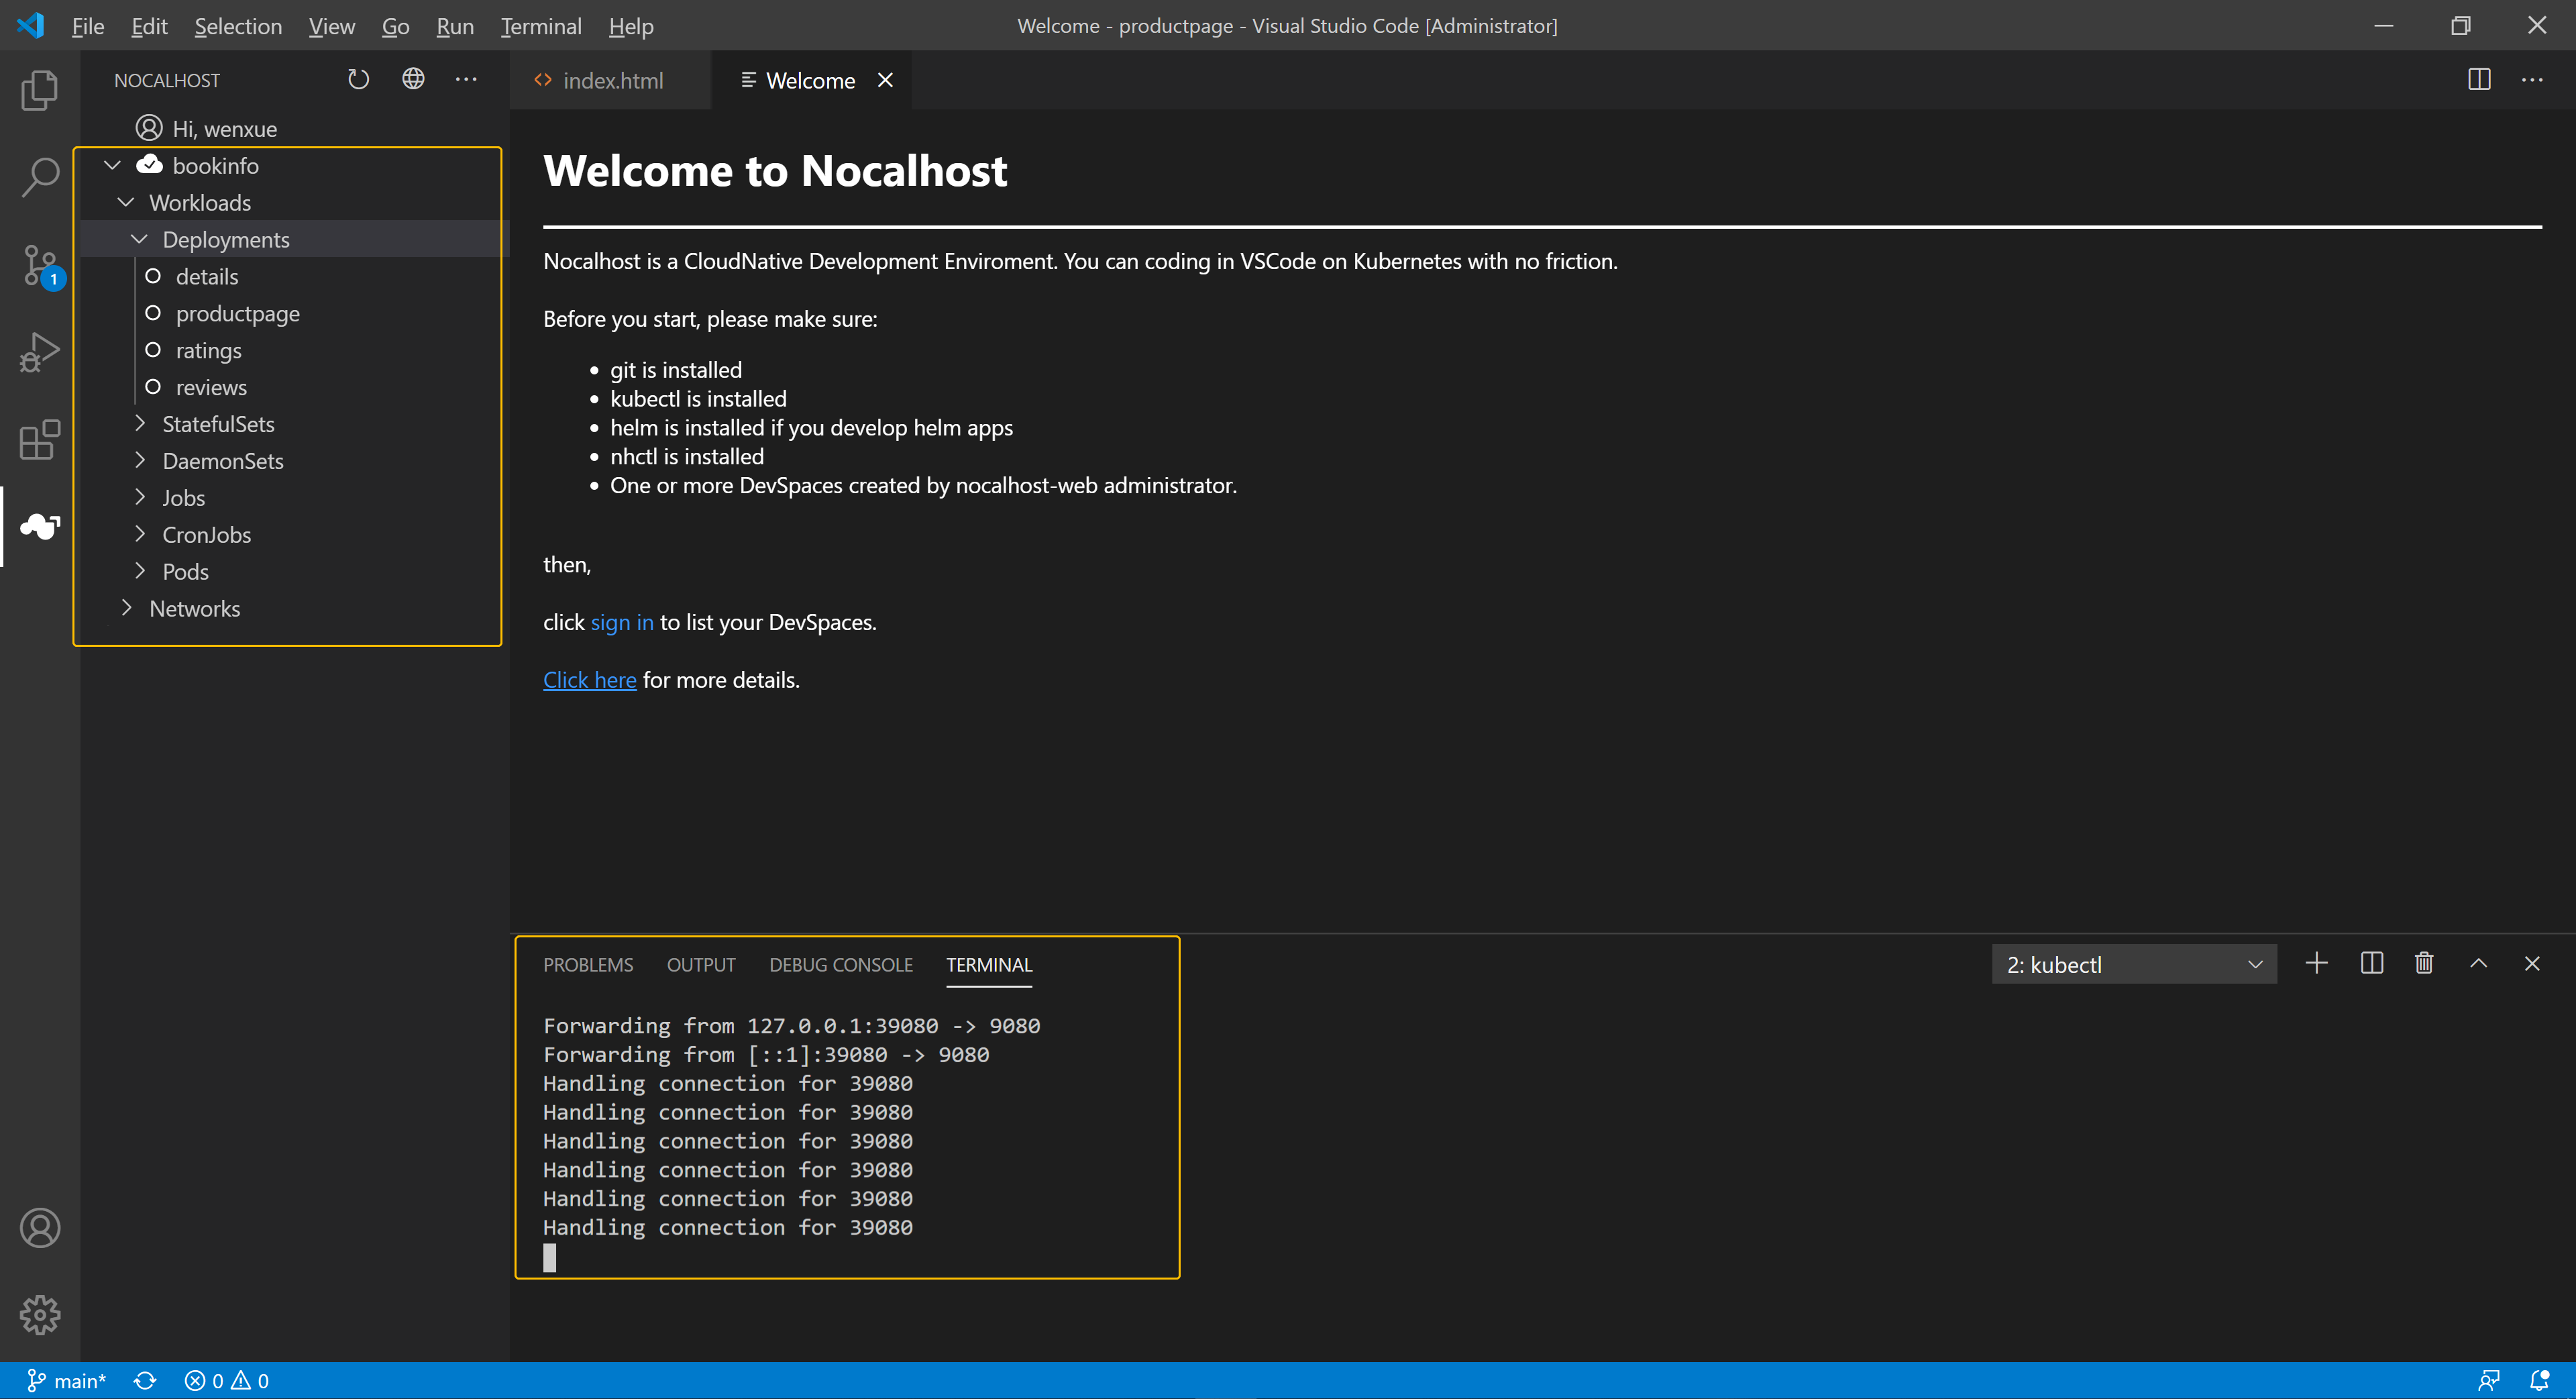 File Edit Selection View Go Run Terminal Help
Welcome - productpage - Visual Studio Code [Administrator]
NOCALHOST
Hi, wenxue
bookinfo
Workloads
Deployments
details
productpage
ratings
reviews
StatefulSets
DaemonSets
Jobs
CronJobs
Pods
Networks
1
index.html
Welcome
Welcome to Nocalhost
Nocalhost is a CloudNative Development Enviroment. You can coding in VSCode on Kubernetes with no friction.
Before you start, please make sure:
git is installed
kubectl is installed
helm is installed if you develop helm apps
nhctl is installed
One or more DevSpaces created by nocalhost-web administrator.
then,
click sign in to list your DevSpaces.
Click here for more details.
PROBLEMS OUTPUT DEBUG CONSOLE TERMINAL
2: kubectl
Forwarding from 127.0.0.1:39080 -> 9080
Forwarding from [::1]:39080 -> 9080
Handling connection for 39080
Handling connection for 39080
Handling connection for 39080
Handling connection for 39080
Handling connection for 39080
Handling connection for 39080
main* 0 0